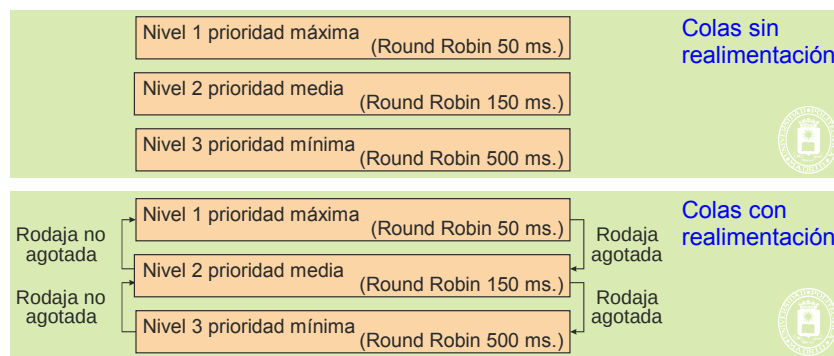 Nivel 1 prioridad máxima
(Round Robin 50 ms.)
Nivel 2 prioridad media
(Round Robin 150 ms.)
Nivel 3 prioridad mínima
(Round Robin 500 ms.)
Colas sin
realimentación
Nivel 1 prioridad máxima
(Round Robin 50 ms.)
Nivel 2 prioridad media
(Round Robin 150 ms.)
Nivel 3 prioridad mínima
(Round Robin 500 ms.)
Rodaja no
agotada
Rodaja no
agotada
Rodaja
agotada
Rodaja
agotada
Colas con
realimentación